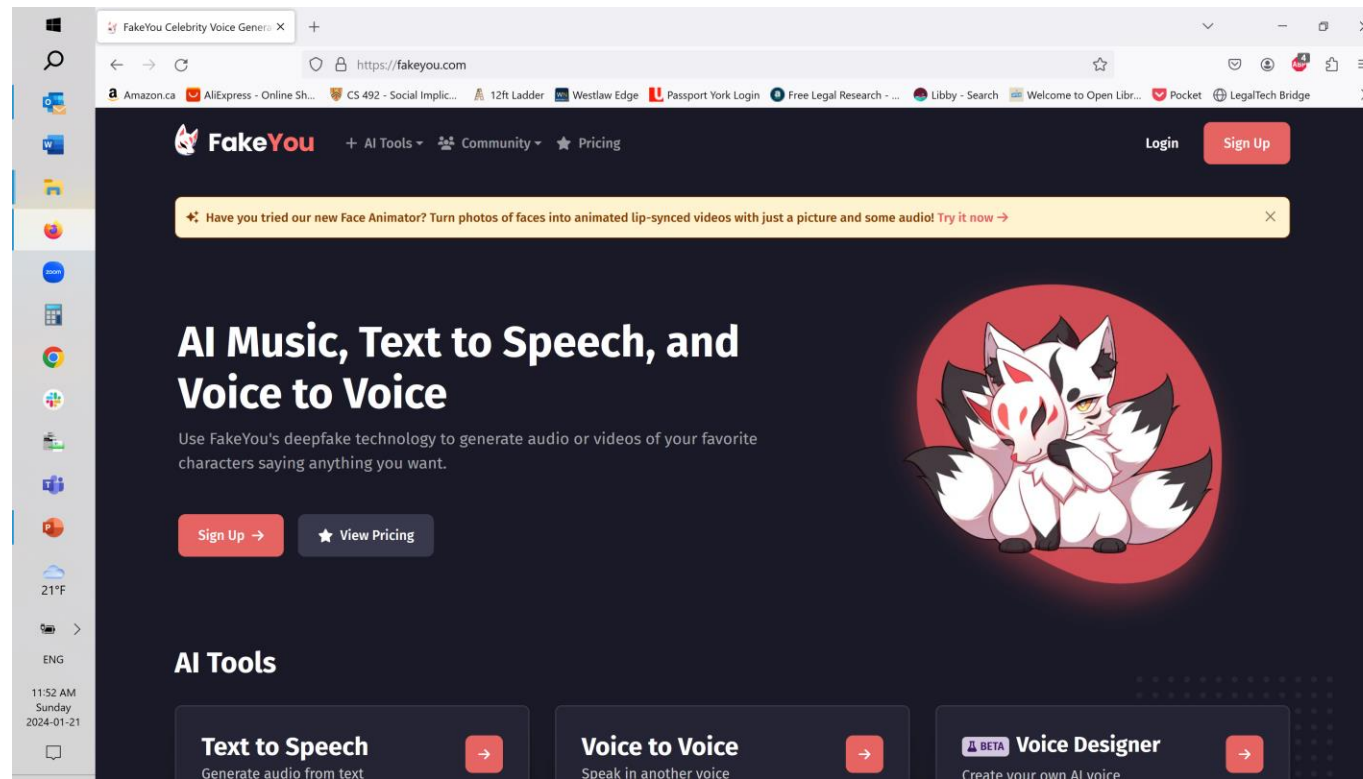 FakeYou Celebrity Voice Genera
https://fakeyou.com
4
Amazon.ca AliExpress - Online Sh... CS 492 - Social Implic... 12ft Ladder Westlaw Edge Passport York Login Free Legal Research - ... Libby - Search Welcome to Open Libr... Pocket LegalTech Bridge
FakeYou + AI Tools Community Pricing Login Sign Up
Have you tried our new Face Animator? Turn photos of faces into animated lip-synced videos with just a picture and some audio! Try it now →
AI Music, Text to Speech, and
Voice to Voice
Use FakeYou's deepfake technology to generate audio or videos of your favorite
characters saying anything you want.
Sign Up → View Pricing
AI Tools
Text to Speech
Generate audio from text
Voice to Voice
Speak in another voice
BETA Voice Designer
Create your own AI voice
zoom
21°F
ENG
11:52 AM
Sunday
2024-01-21